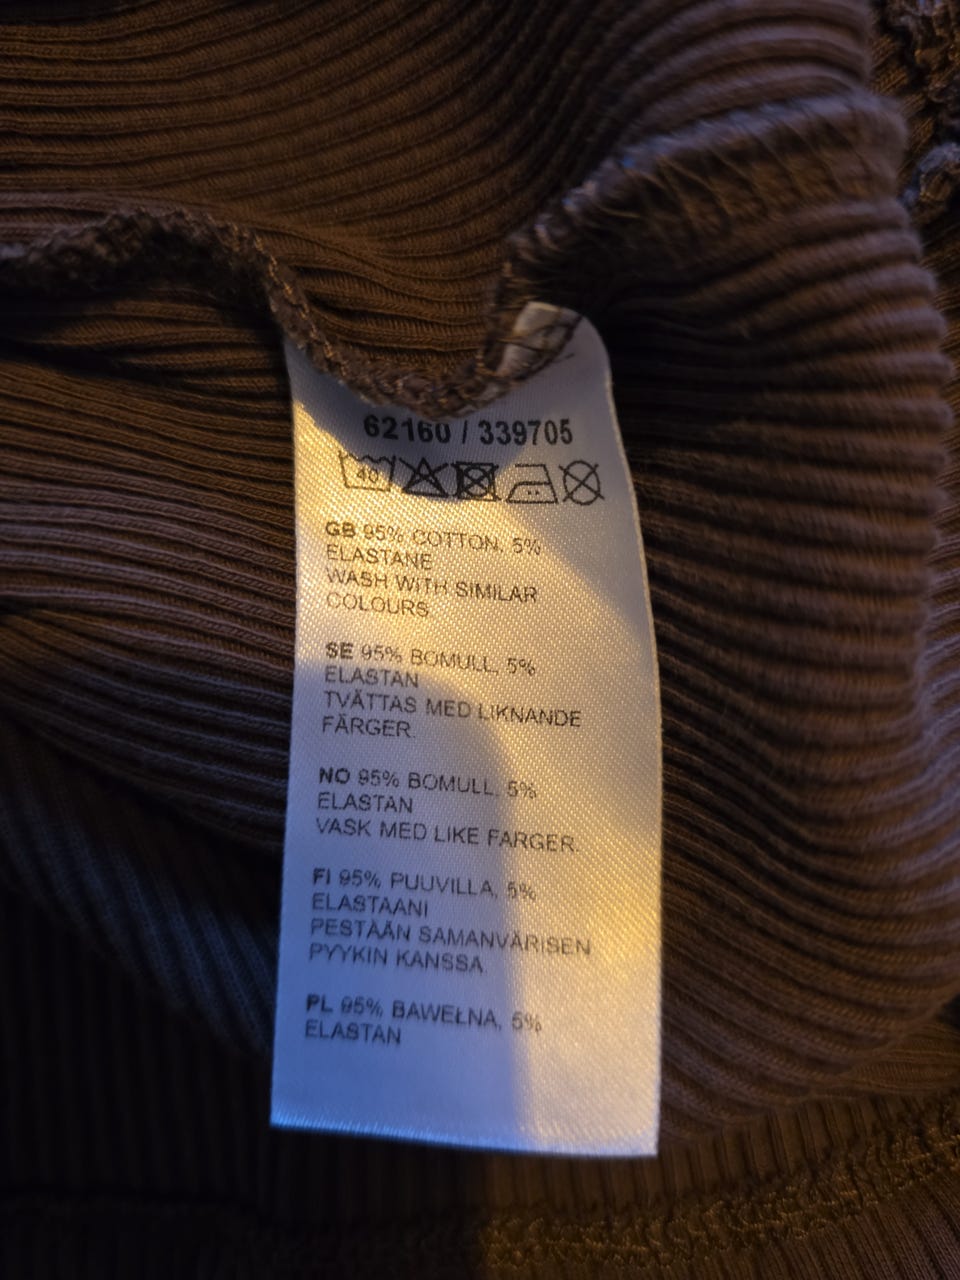 62160 / 339705
40
GB 95% COTTON, 5%
ELASTANE
WASH WITH SIMILAR
COLOURS
SE 95% BOMULL, 5%
ELASTAN
TVÄTTAS MED LIKNANDE
FÄRGER.
NO 95% BOMULL, 5%
ELASTAN
VASK MED LIKE FARGER.
FI 95% PUUVILLA, 5%
ELASTAANI
PESTÄÄN SAMANVÄRISEN
PYYKIN KANSSA.
PL 95% BAWEŁNA, 5%
ELASTAN